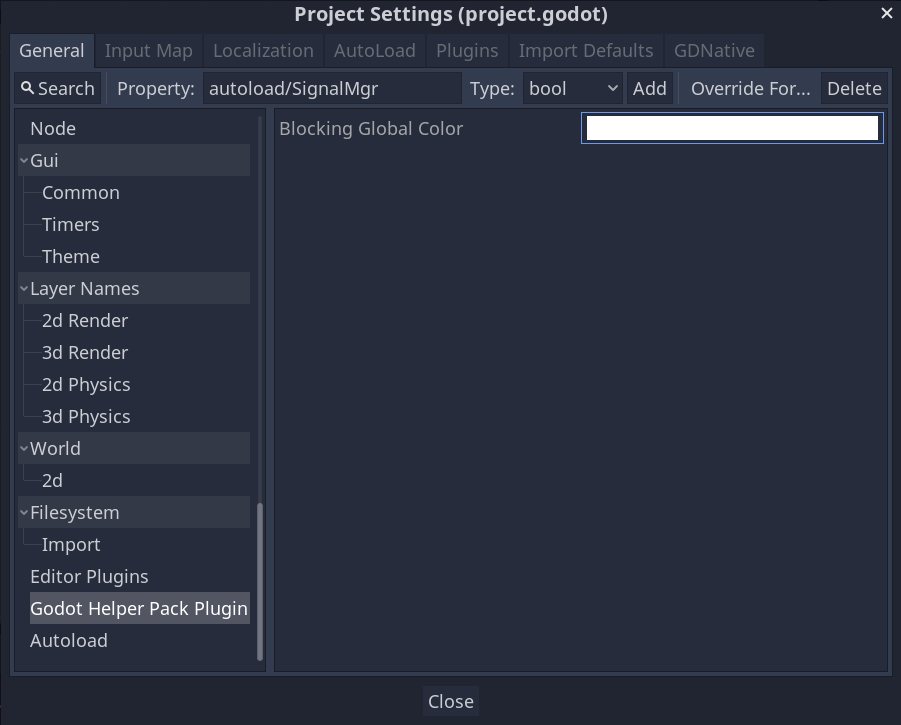 Project Settings (project.godot)
General Input Map Localization AutoLoad Plugins Import Defaults GDNative
Search Property: autoload/SignalMgr Type: bool Add Override For... Delete
Node
Blocking Global Color
Gui
Common
Timers
Theme
Layer Names
2d Render
3d Render
2d Physics
3d Physics
World
2d
Filesystem
Import
Editor Plugins
Godot Helper Pack Plugin
Autoload
Close